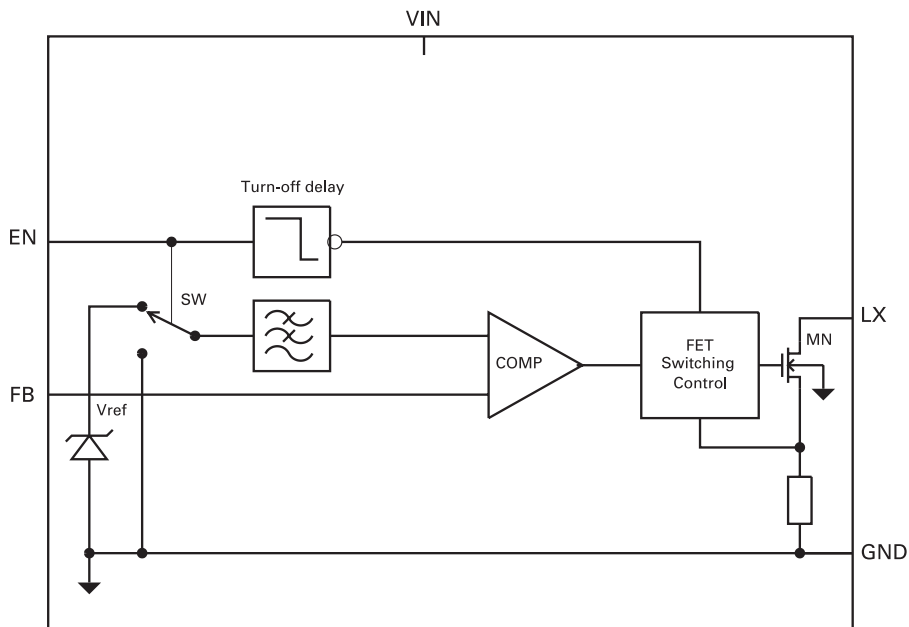 VIN
Turn-off delay
EN
SW
LX
MN
COMP
FET
Switching
Control
FB
Vref
GND